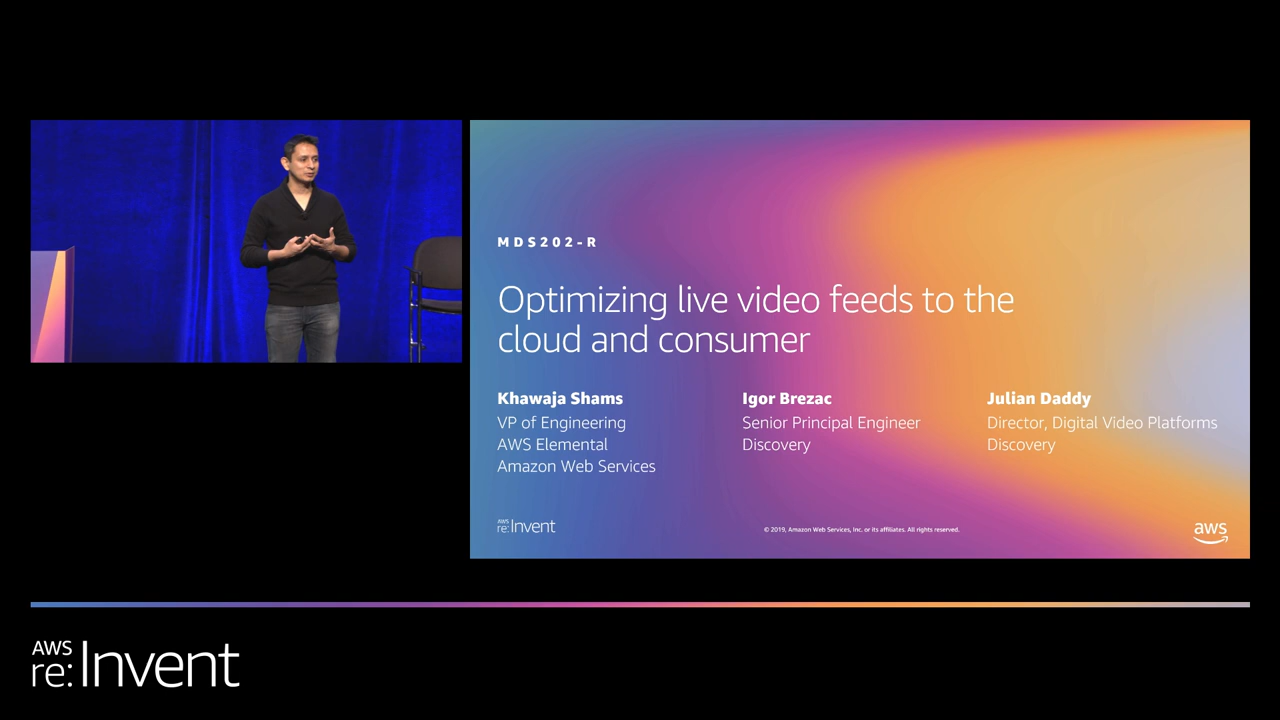 MDS202-R
Optimizing live video feeds to the
cloud and consumer
Khawaja Shams
VP of Engineering
AWS Elemental
Amazon Web Services
Igor Brezac
Senior Principal Engineer
Discovery
Julian Daddy
Director, Digital Video Platforms
Discovery
AWS
re:Invent
© 2019, Amazon Web Services, Inc. or its affiliates. All rights reserved.
aws
AWS
re:Invent